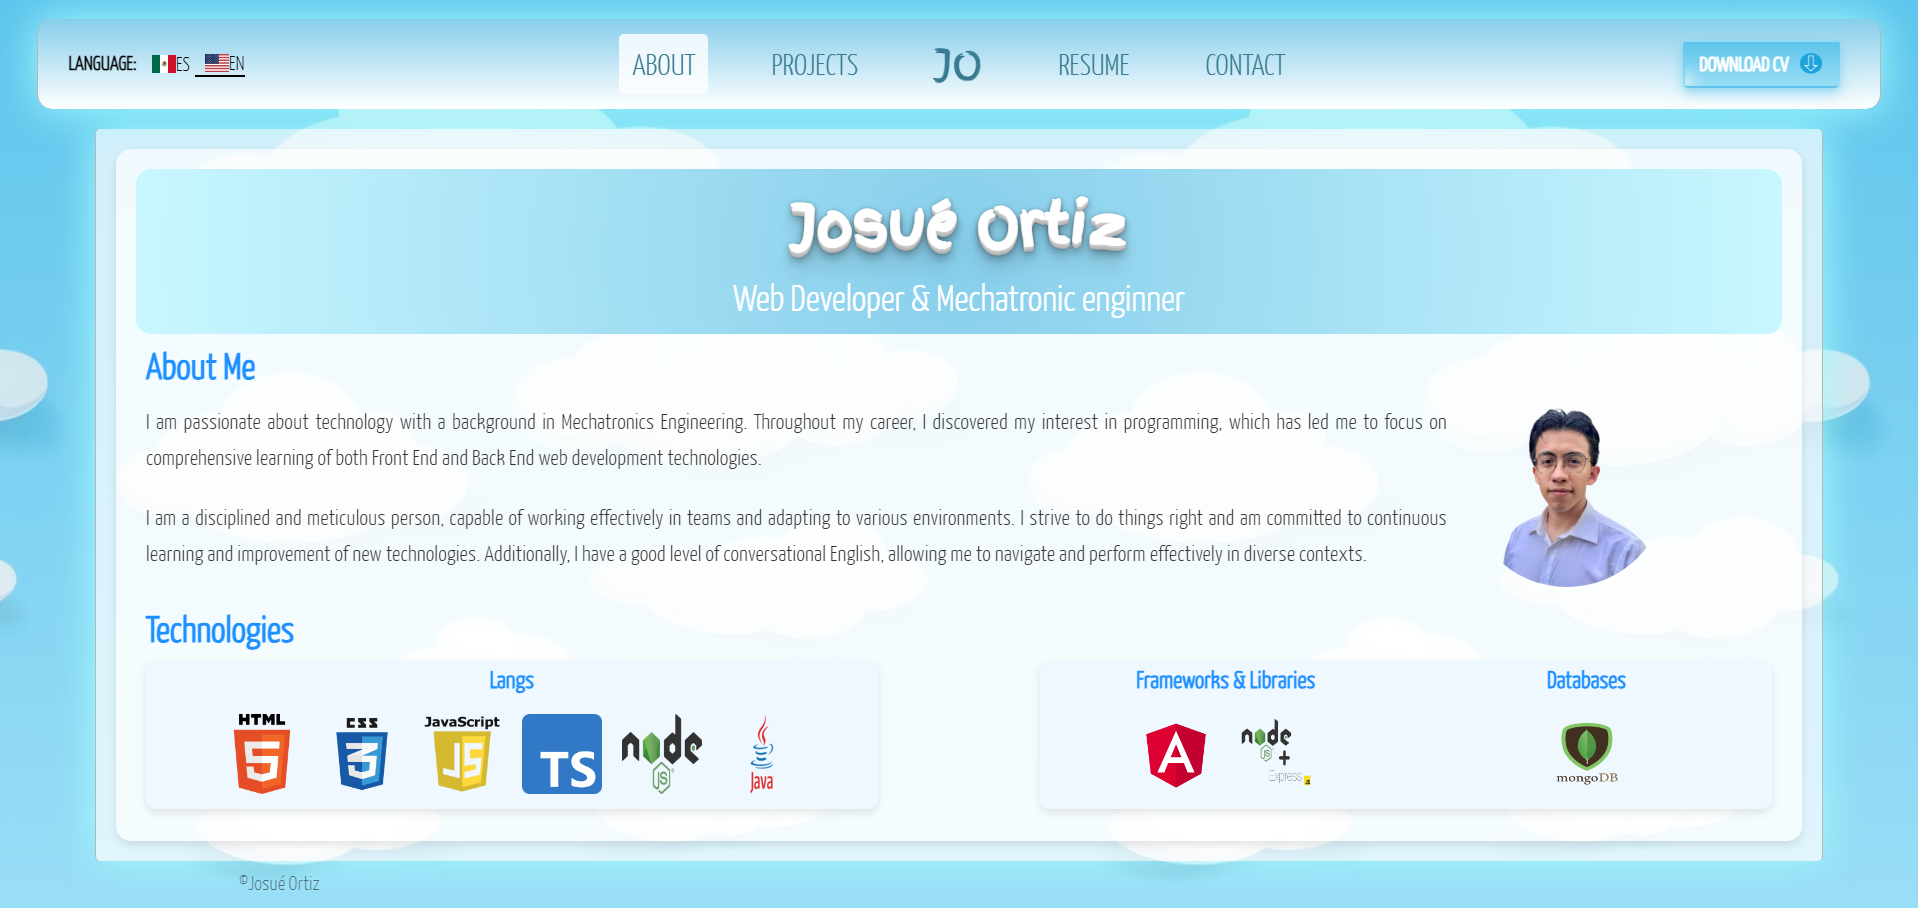 LANGUAGE: ES EN
ABOUT PROJECTS JO RESUME CONTACT
DOWNLOAD CV
Josué Ortiz
Web Developer & Mechatronic enginner
About Me
I am passionate about technology with a background in Mechatronics Engineering. Throughout my career, I discovered my interest in programming, which has led me to focus on
comprehensive learning of both Front End and Back End web development technologies.
I am a disciplined and meticulous person, capable of working effectively in teams and adapting to various environments. I strive to do things right and am committed to continuous
learning and improvement of new technologies. Additionally, I have a good level of conversational English, allowing me to navigate and perform effectively in diverse contexts.
Technologies
Langs
HTML
5
CSS
3
JavaScript
JS
TS
node
JS
Java
Frameworks & Libraries
A
node
JS
+
Express
JS
Databases
mongoDB
©Josué Ortiz